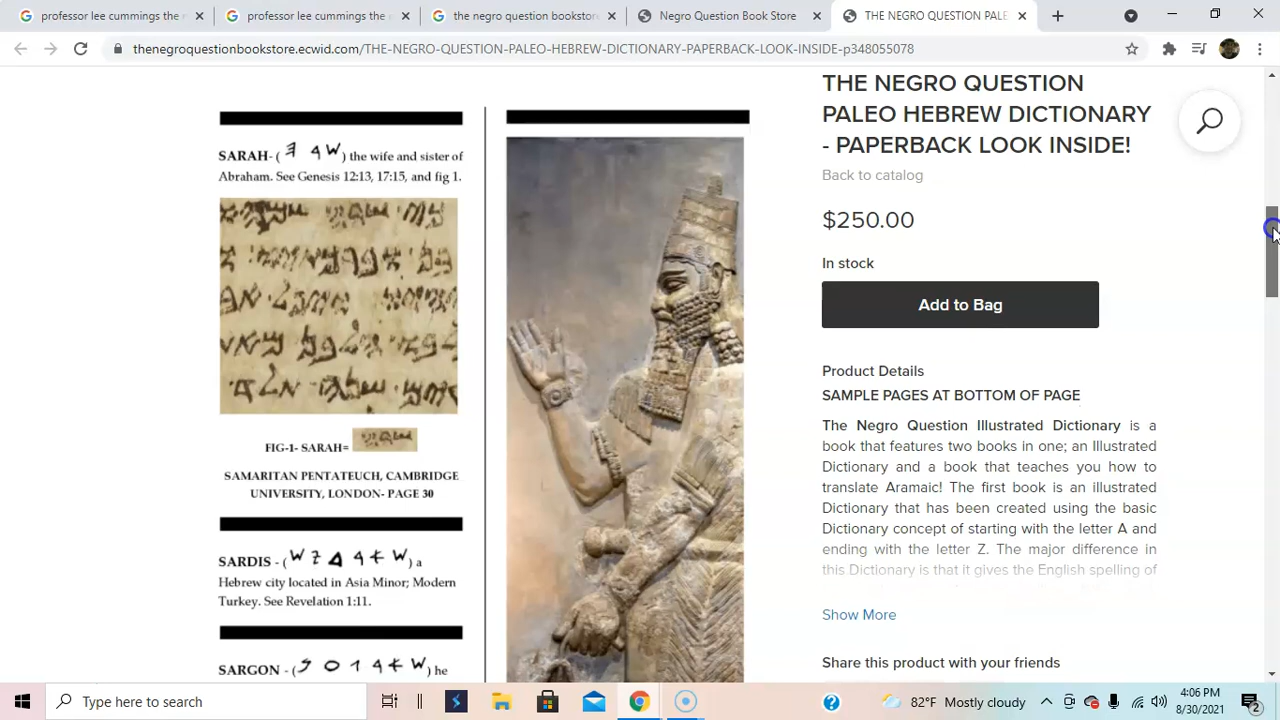 professor lee cummings the n
professor lee cummings the n
the negro question bookstore
Negro Question Book Store
THE NEGRO QUESTION PALE
thenegroquestionbookstore.ecwid.com/THE-NEGRO-QUESTION-PALEO-HEBREW-DICTIONARY-PAPERBACK-LOOK-INSIDE-p348055078
SARAH- ( ) the wife and sister of
Abraham. See Genesis 12:13, 17:15, and fig 1.
FIG-1- SARAH=
SAMARITAN PENTATEUCH, CAMBRIDGE
UNIVERSITY, LONDON- PAGE 30
SARDIS - ( ) a
Hebrew city located in Asia Minor; Modern
Turkey. See Revelation 1:11.
SARGON - ( ) he
THE NEGRO QUESTION
PALEO HEBREW DICTIONARY
- PAPERBACK LOOK INSIDE!
Back to catalog
$250.00
In stock
Add to Bag
Product Details
SAMPLE PAGES AT BOTTOM OF PAGE
The Negro Question Illustrated Dictionary is a
book that features two books in one; an Illustrated
Dictionary and a book that teaches you how to
translate Aramaic! The first book is an illustrated
Dictionary that has been created using the basic
Dictionary concept of starting with the letter A and
ending with the letter Z. The major difference in
this Dictionary is that it gives the English spelling of
Show More
Share this product with your friends
Type here to search
82°F Mostly cloudy
4:06 PM
8/30/2021
2